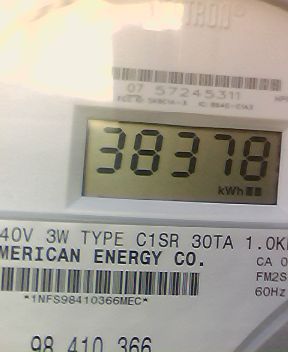 TRON®
07 57245311
38378
kWh
40V 3W TYPE C1SR 30TA 1.0K
MERICAN ENERGY CO.
CA 0
FM2S
*1NFS98410366MEC*
60Hz
98 410 366